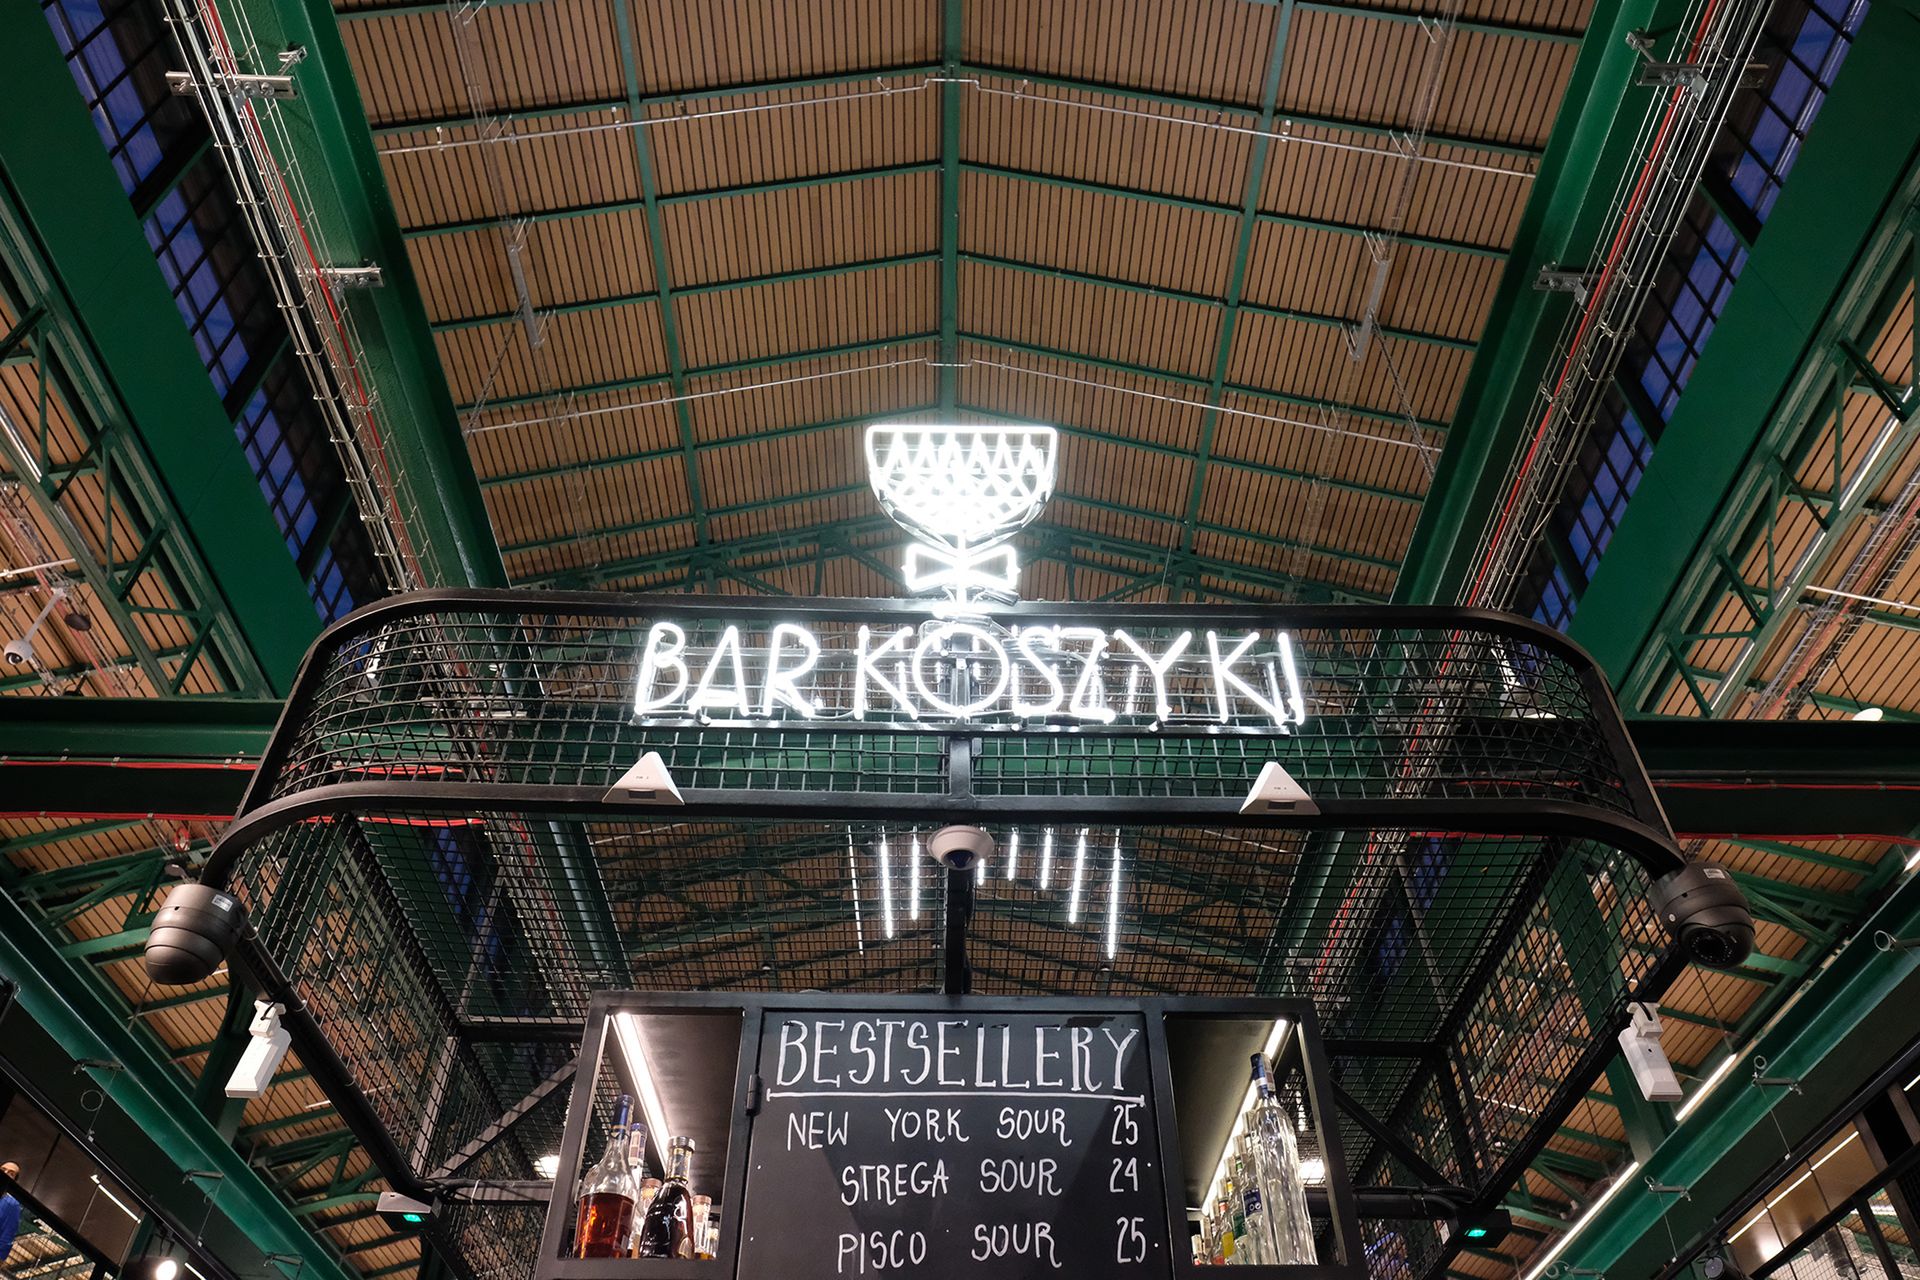 BAR KOSZYKI
BESTSELLERY
NEW YORK SOUR 25
STREGA SOUR 24
PISCO SOUR 25